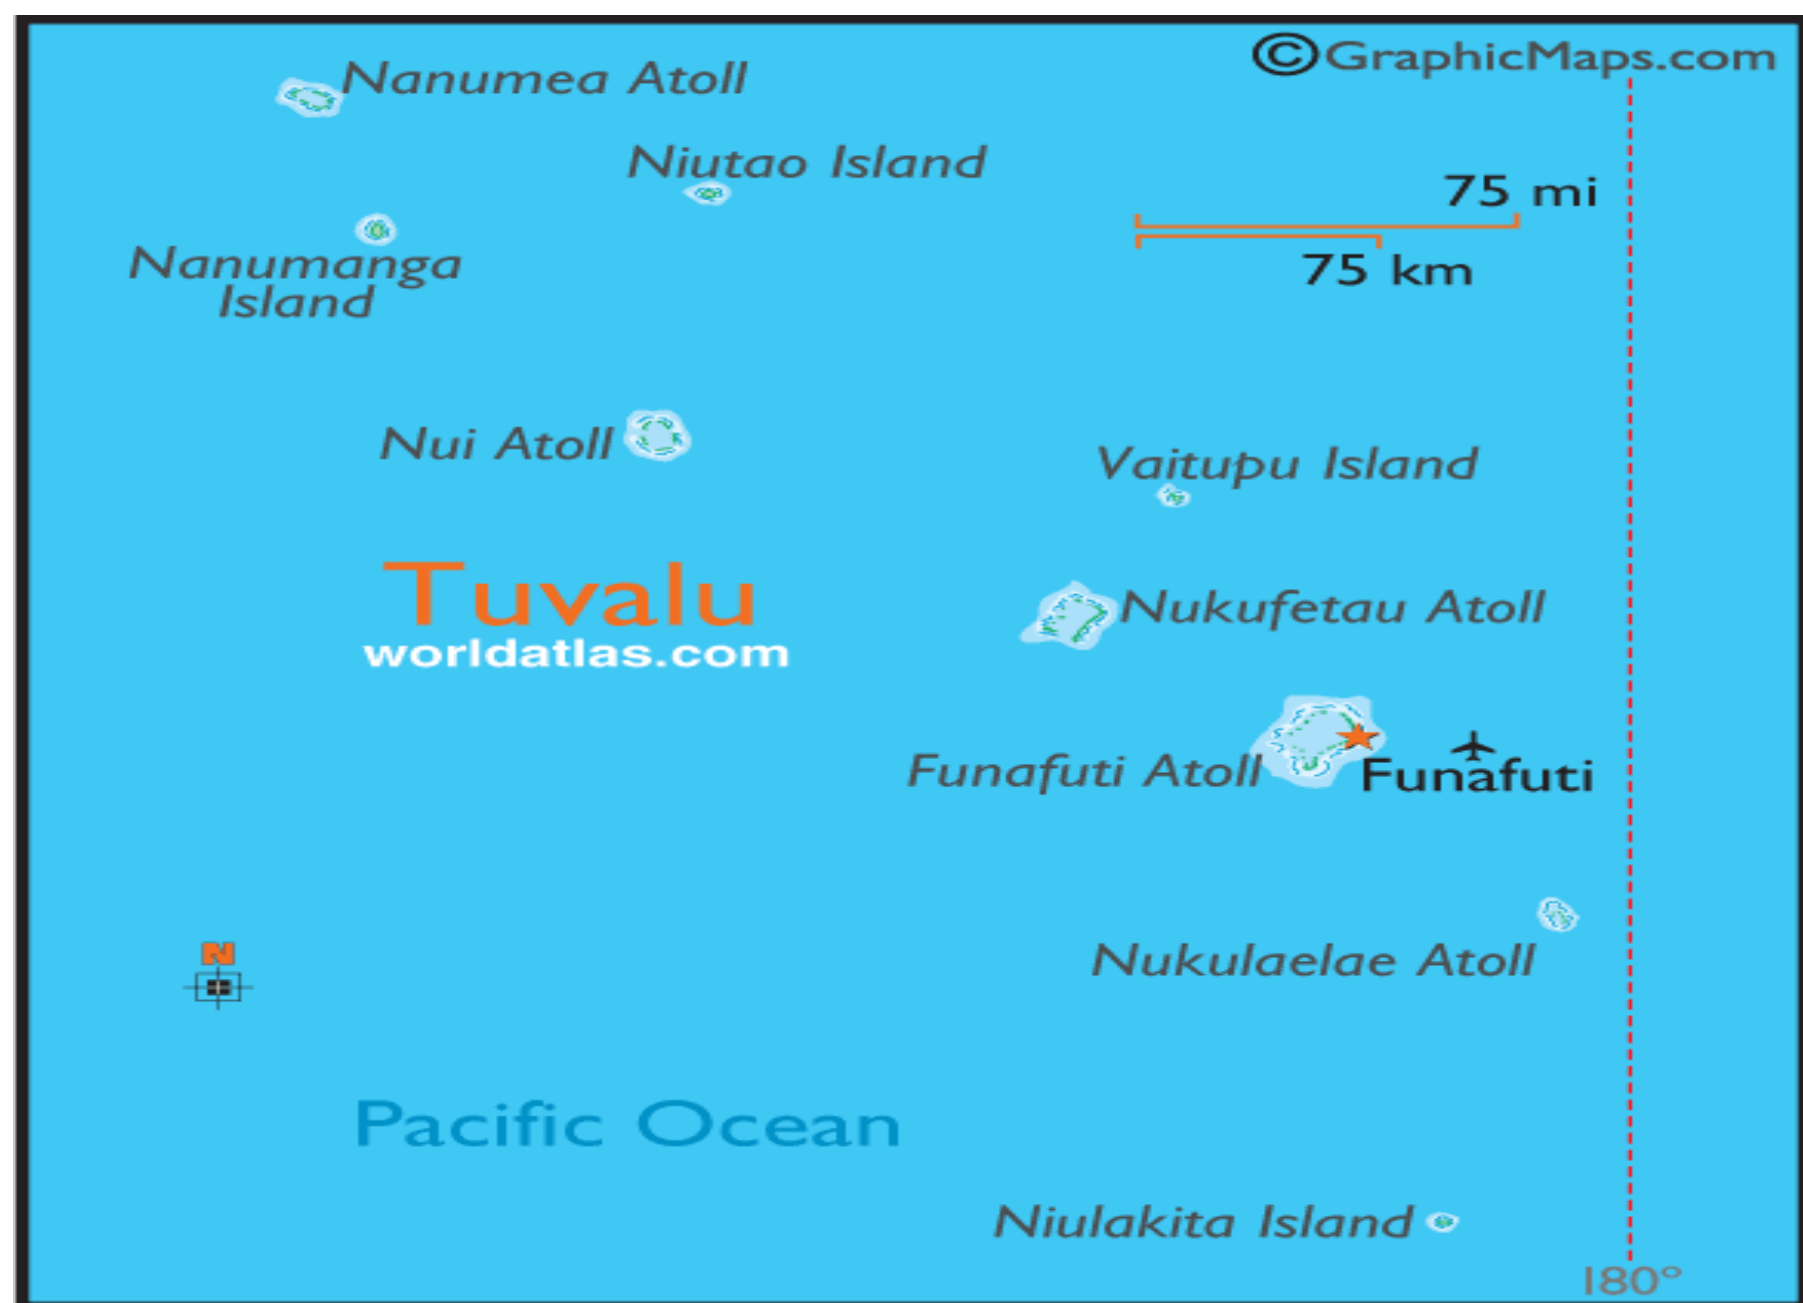 ©GraphicMaps.com
Nanumea Atoll
Niutao Island
75 mi
Nanumanga
Island
75 km
Nui Atoll
Vaitupu Island
Tuvalu
worldatlas.com
Nukufetau Atoll
Funafuti Atoll
Funafuti
N
Nukulaelae Atoll
Pacific Ocean
Niulakita Island
180°